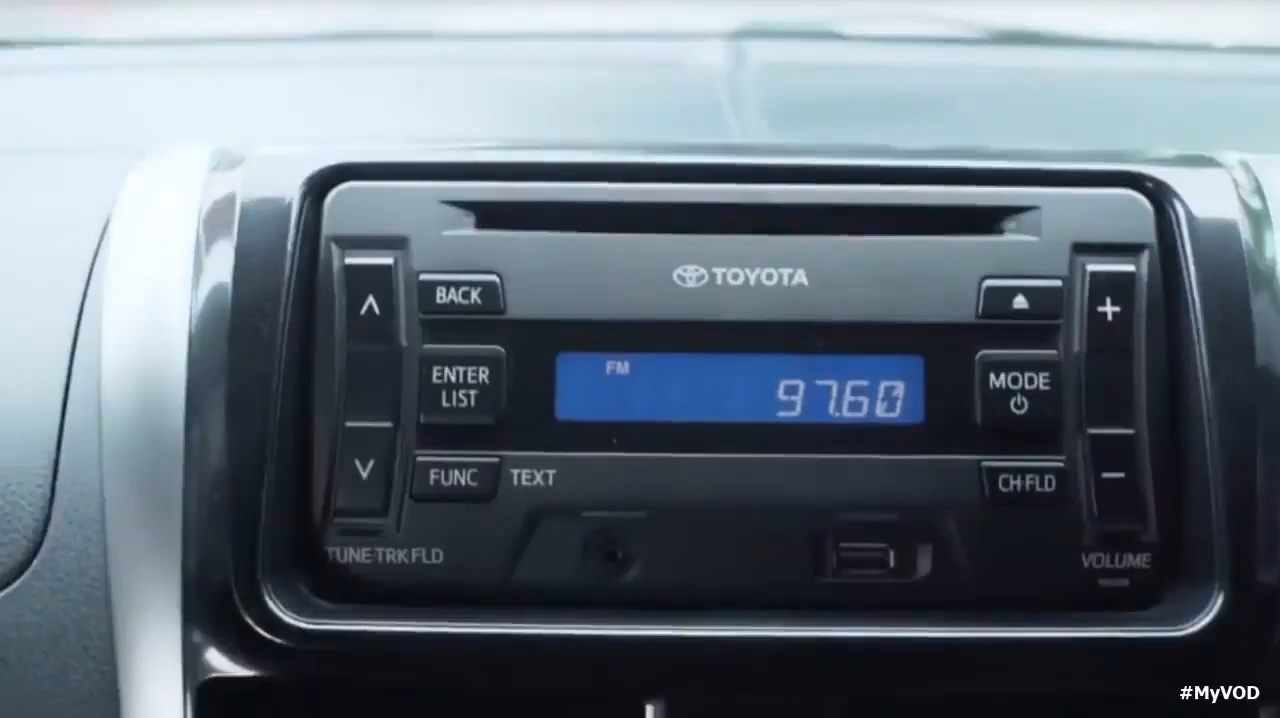 TOYOTA
BACK
ENTER
LIST
FM
97.60
MODE
FUNC
TEXT
CH·FLD
TUNE·TRK FLD
VOLUME
#MyVOD